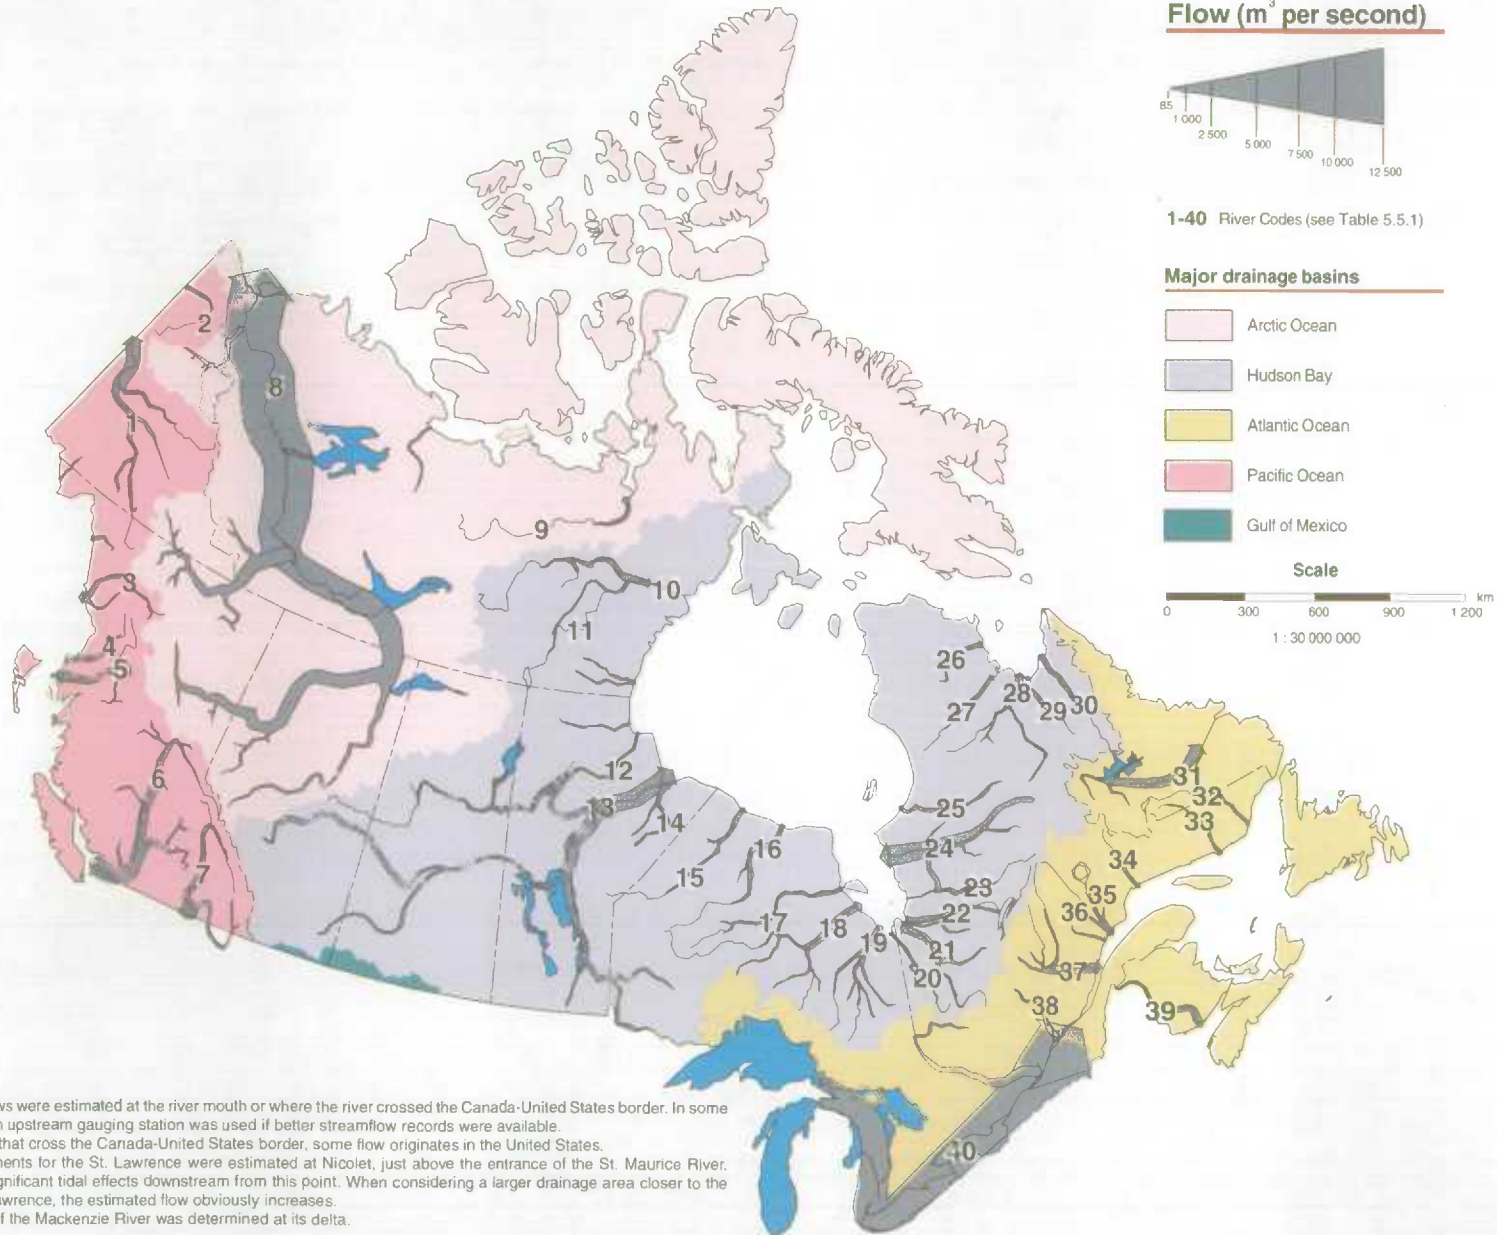 Flow (m³ per second)
85
1 000
2 500
5 000
7 500
10 000
12 500
1-40 River Codes (see Table 5.5.1)
Major drainage basins
Arctic Ocean
Hudson Bay
Atlantic Ocean
Pacific Ocean
Gulf of Mexico
Scale
0 300 600 900 1 200 km
1 : 30 000 000
2
8
1
9
3
10
11
4
5
26
28
27
29
30
6
12
13
14
31
32
33
25
24
16
15
7
34
23
35
36
22
17
18
19
21
20
37
38
39
40
ws were estimated at the river mouth or where the river crossed the Canada-United States border. In some
upstream gauging station was used if better streamflow records were available.
that cross the Canada-United States border, some flow originates in the United States.
ents for the St. Lawrence were estimated at Nicolet, just above the entrance of the St. Maurice River.
gnificant tidal effects downstream from this point. When considering a larger drainage area closer to the
awrence, the estimated flow obviously increases.
f the Mackenzie River was determined at its delta.